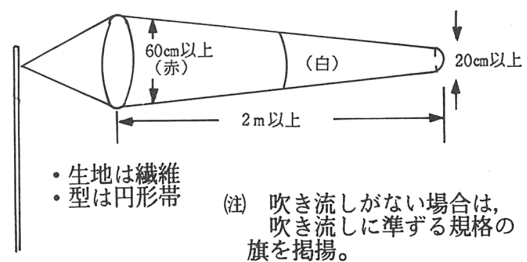 60cm以上
(赤)
(白)
20cm以上
2m以上
・生地は繊維
・型は円形帯
(注) 吹き流しがない場合は,
吹き流しに準ずる規格の
旗を掲揚。